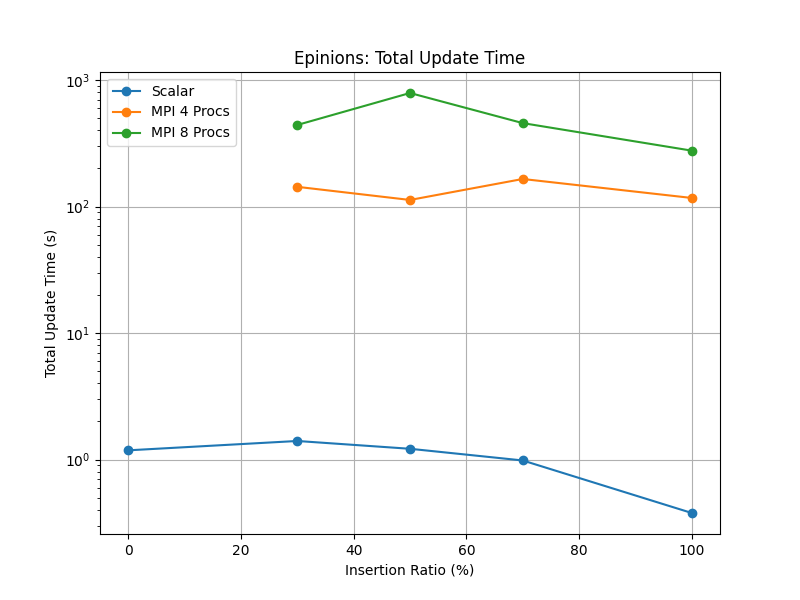 Epinions: Total Update Time
Scalar
MPI 4 Procs
MPI 8 Procs
Total Update Time (s)
10³
10²
10¹
10⁰
0 20 40 60 80 100
Insertion Ratio (%)